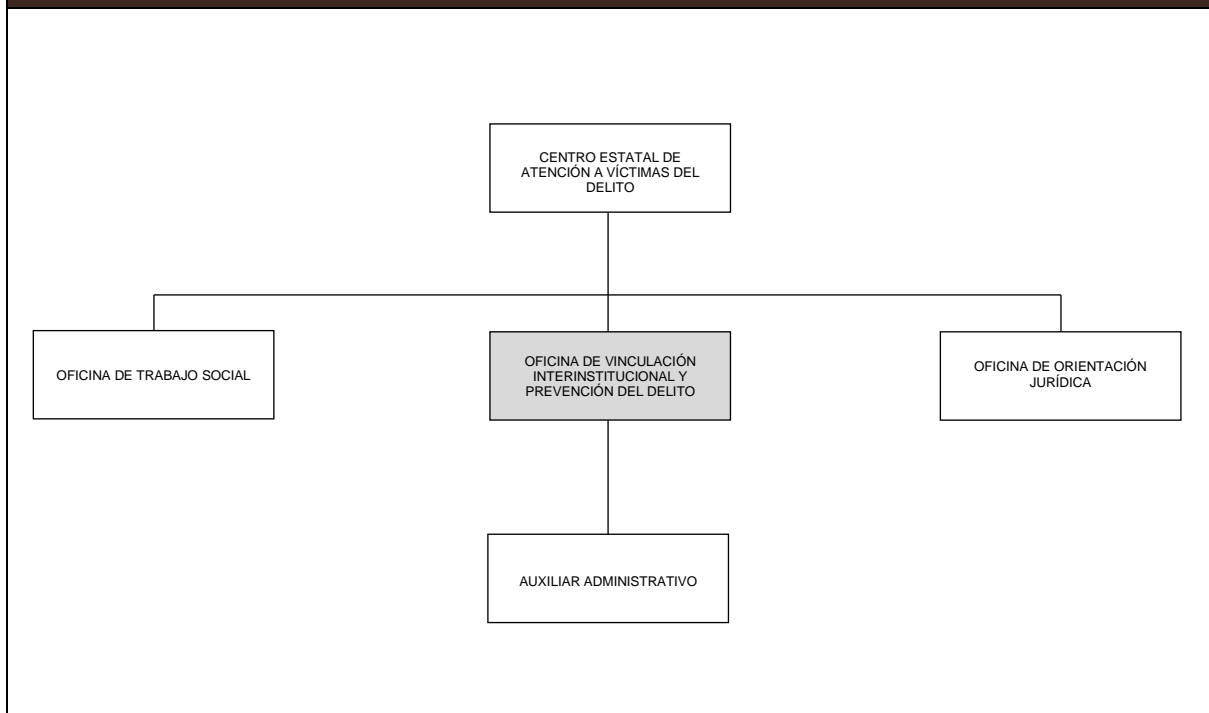 CENTRO ESTATAL DE
ATENCIÓN A VÍCTIMAS DEL
DELITO
OFICINA DE TRABAJO SOCIAL
OFICINA DE VINCULACIÓN
INTERINSTITUCIONAL Y
PREVENCIÓN DEL DELITO
OFICINA DE ORIENTACIÓN
JURÍDICA
AUXILIAR ADMINISTRATIVO